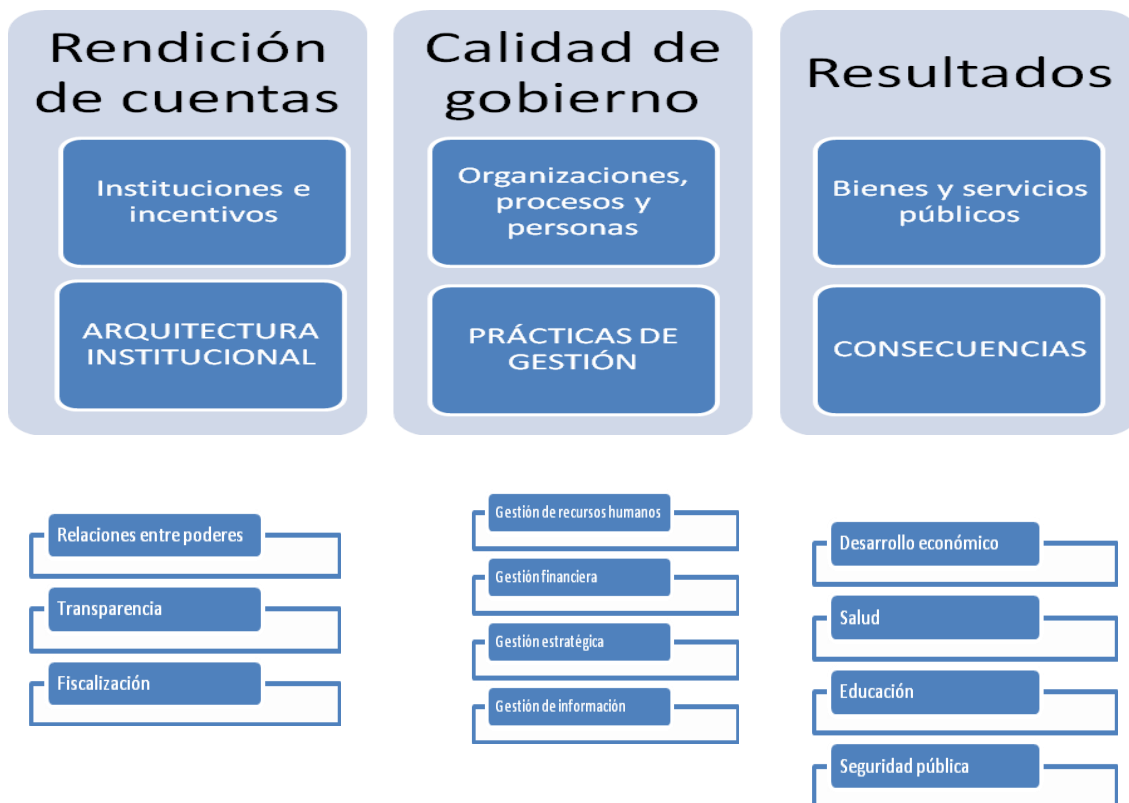 Rendición
de cuentas
Instituciones e
incentivos
ARQUITECTURA
INSTITUCIONAL
Calidad de
gobierno
Organizaciones,
procesos y
personas
PRÁCTICAS DE
GESTIÓN
Resultados
Bienes y servicios
públicos
CONSECUENCIAS
Relaciones entre poderes
Transparencia
Fiscalización
Gestión de recursos humanos
Gestión financiera
Gestión estratégica
Gestión de información
Desarrollo económico
Salud
Educación
Seguridad pública